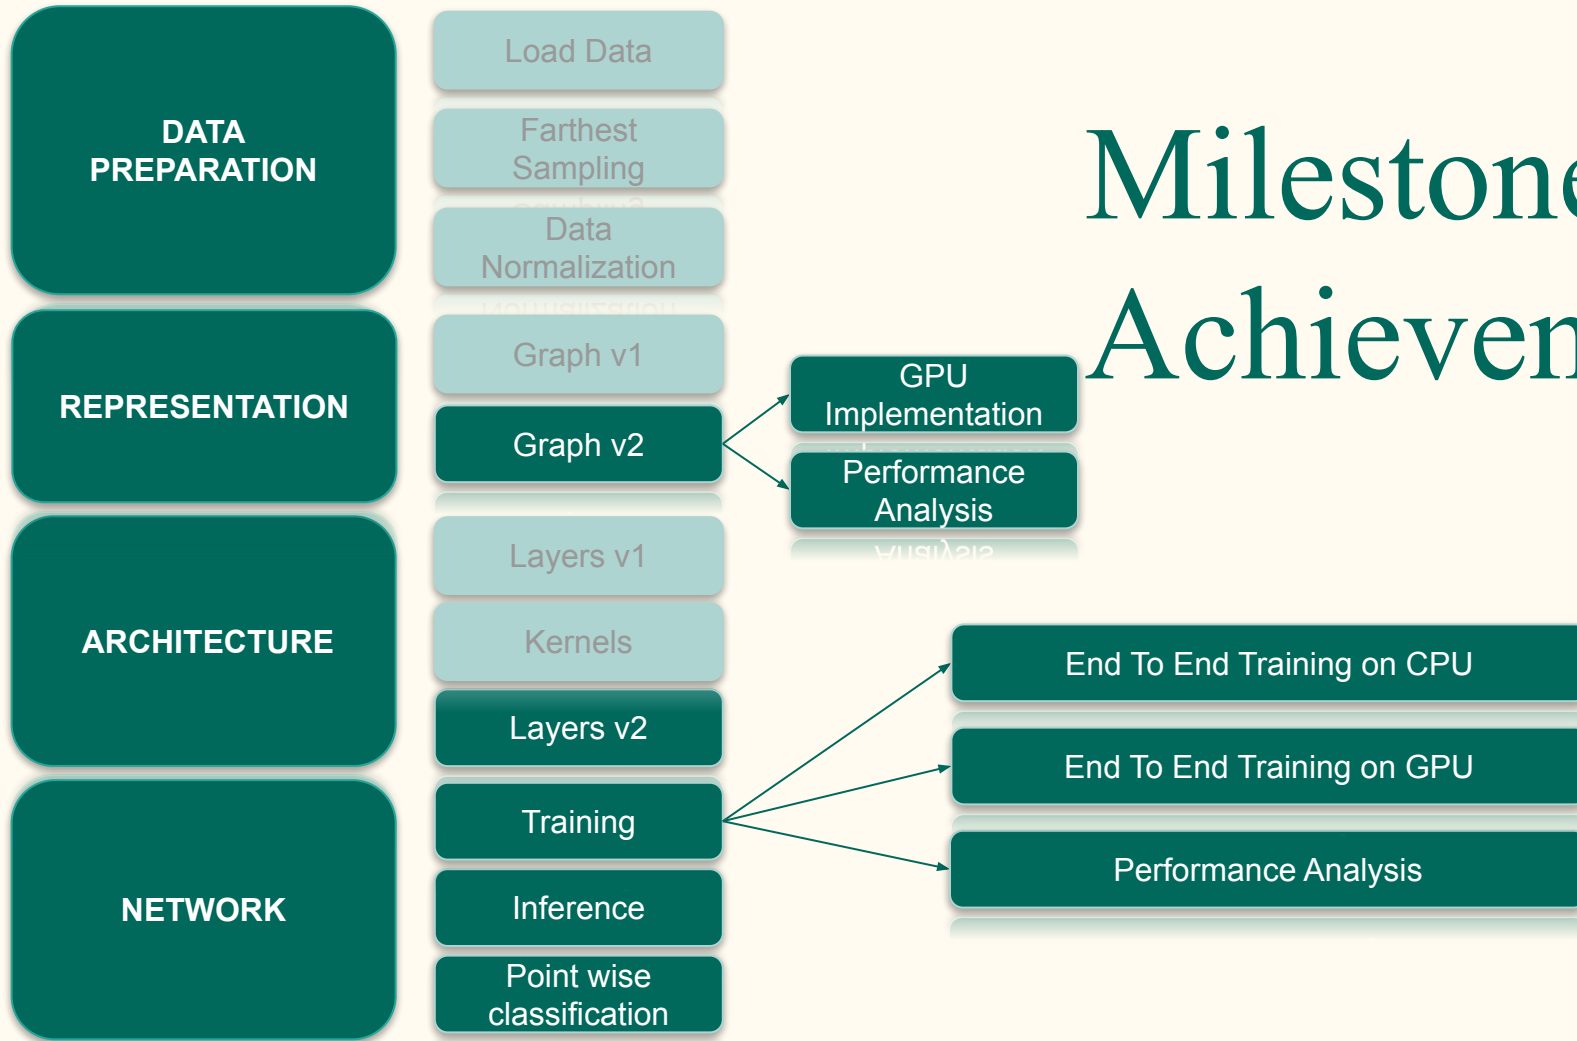 DATA
PREPARATION
Load Data
Farthest
Sampling
Data
Normalization
Milestone
Achieven
REPRESENTATION
Graph v1
Graph v2
GPU
Implementation
Performance
Analysis
ARCHITECTURE
Layers v1
Kernels
Layers v2
NETWORK
Training
Inference
Point wise
classification
End To End Training on CPU
End To End Training on GPU
Performance Analysis